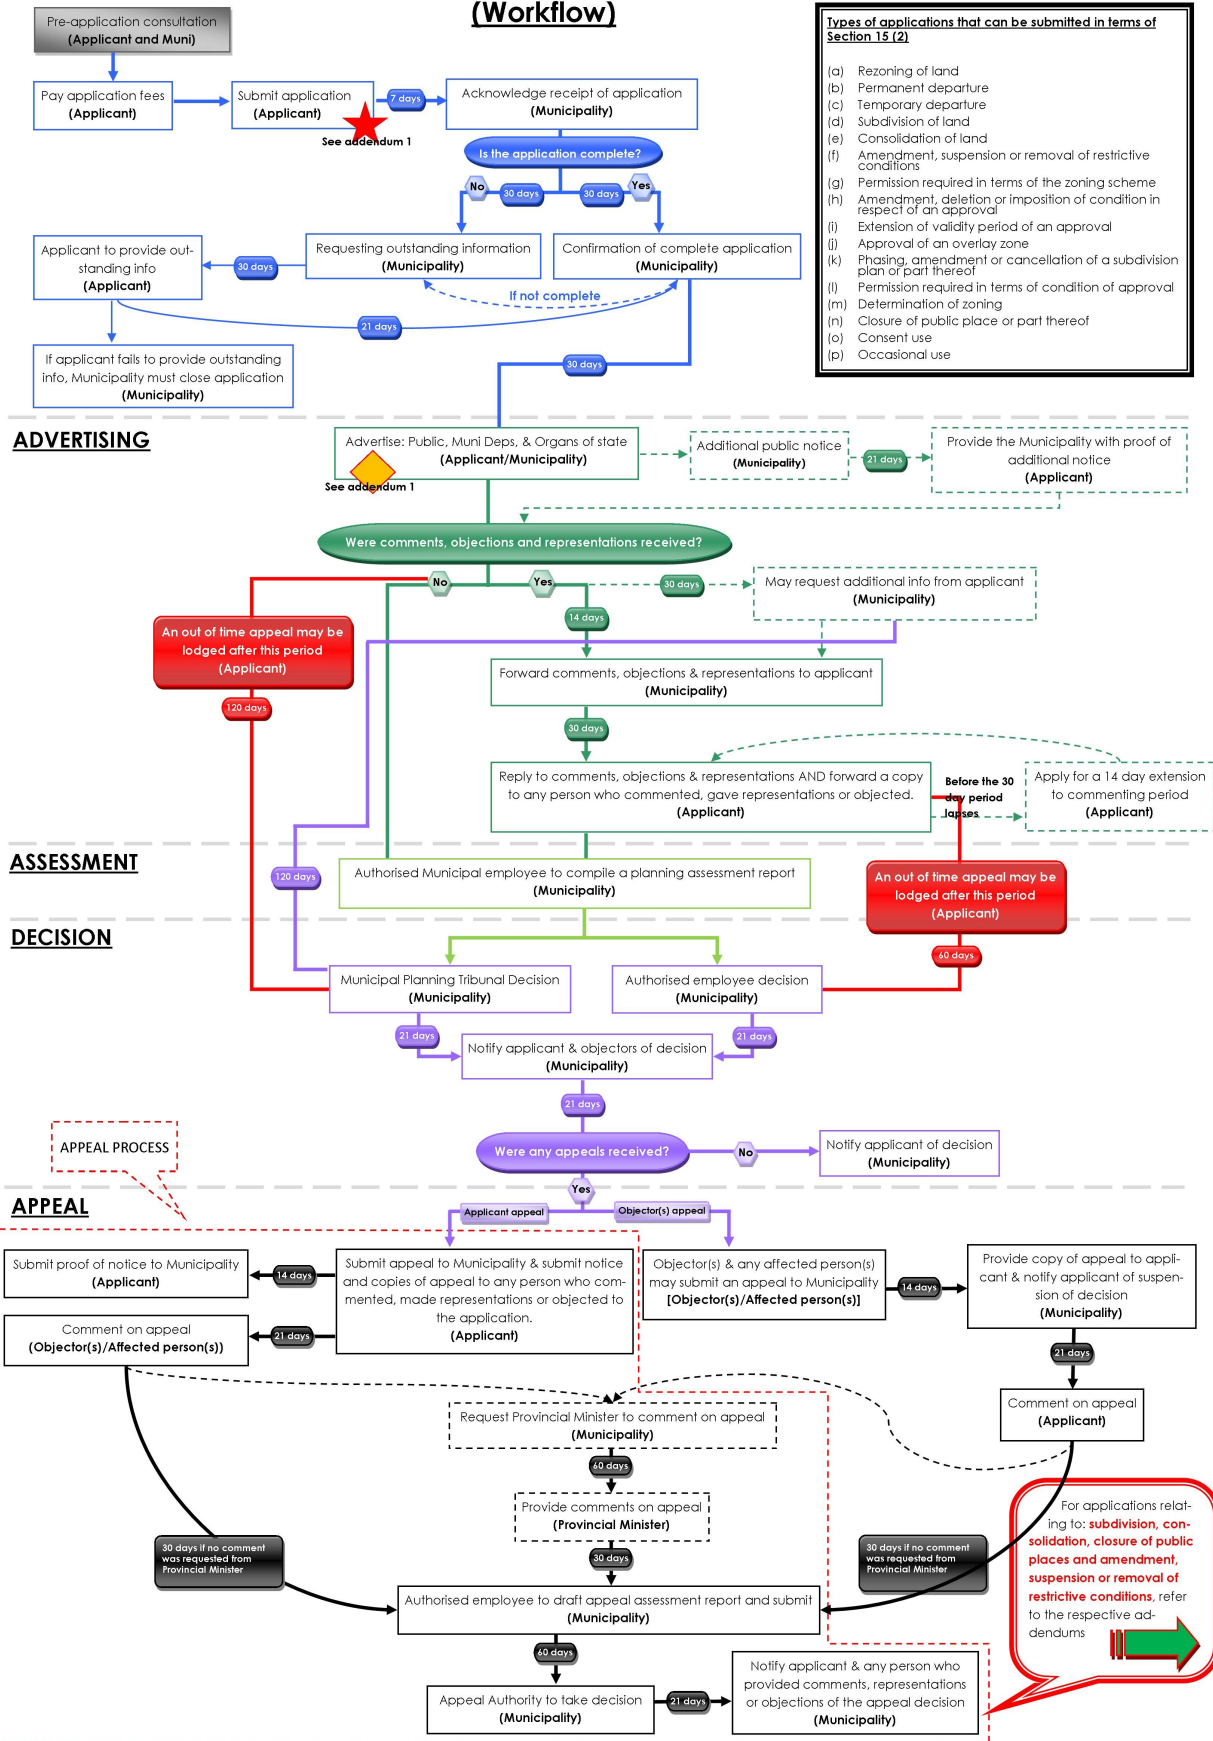 (Workflow)
Pre-application consultation
(Applicant and Muni)
Pay application fees
(Applicant)
Submit application
(Applicant)
See addendum 1
7 days
Acknowledge receipt of application
(Municipality)
Is the application complete?
No
30 days
30 days
Yes
Requesting outstanding information
(Municipality)
Confirmation of complete application
(Municipality)
30 days
Applicant to provide out-
standing info
(Applicant)
If not complete
21 days
If applicant fails to provide outstanding
info, Municipality must close application
(Municipality)
30 days
Types of applications that can be submitted in terms of
Section 15 (2)
(a) Rezoning of land
(b) Permanent departure
(c) Temporary departure
(d) Subdivision of land
(e) Consolidation of land
(f) Amendment, suspension or removal of restrictive
conditions
(g) Permission required in terms of the zoning scheme
(h) Amendment, deletion or imposition of condition in
respect of an approval
(i) Extension of validity period of an approval
(j) Approval of an overlay zone
(k) Phasing, amendment or cancellation of a subdivision
plan or part thereof
(l) Permission required in terms of condition of approval
(m) Determination of zoning
(n) Closure of public place or part thereof
(o) Consent use
(p) Occasional use
ADVERTISING
Advertise: Public, Muni Deps, & Organs of state
(Applicant/Municipality)
See addendum 1
Additional public notice
(Municipality)
21 days
Provide the Municipality with proof of
additional notice
(Applicant)
Were comments, objections and representations received?
No
Yes
30 days
May request additional info from applicant
(Municipality)
14 days
An out of time appeal may be
lodged after this period
(Applicant)
120 days
Forward comments, objections & representations to applicant
(Municipality)
30 days
Reply to comments, objections & representations AND forward a copy
to any person who commented, gave representations or objected.
(Applicant)
Before the 30
day period
lapses
Apply for a 14 day extension
to commenting period
(Applicant)
ASSESSMENT
120 days
Authorised Municipal employee to compile a planning assessment report
(Municipality)
An out of time appeal may be
lodged after this period
(Applicant)
60 days
DECISION
Municipal Planning Tribunal Decision
(Municipality)
Authorised employee decision
(Municipality)
21 days
21 days
Notify applicant & objectors of decision
(Municipality)
21 days
Were any appeals received?
No
Notify applicant of decision
(Municipality)
Yes
APPEAL PROCESS
APPEAL
Applicant appeal
Objector(s) appeal
Submit proof of notice to Municipality
(Applicant)
14 days
Submit appeal to Municipality & submit notice
and copies of appeal to any person who com-
mented, made representations or objected to
the application.
(Applicant)
Objector(s) & any affected person(s)
may submit an appeal to Municipality
[Objector(s)/Affected person(s)]
14 days
Provide copy of appeal to appli-
cant & notify applicant of suspen-
sion of decision
(Municipality)
Comment on appeal
(Objector(s)/Affected person(s))
21 days
21 days
Comment on appeal
(Applicant)
Request Provincial Minister to comment on appeal
(Municipality)
60 days
Provide comments on appeal
(Provincial Minister)
30 days
30 days if no comment
was requested from
Provincial Minister
30 days if no comment
was requested from
Provincial Minister
For applications relat-
ing to: subdivision, con-
solidation, closure of public
places and amendment,
suspension or removal of
restrictive conditions, refer
to the respective ad-
dendums
Authorised employee to draft appeal assessment report and submit
(Municipality)
60 days
Appeal Authority to take decision
(Municipality)
21 days
Notify applicant & any person who
provided comments, representations
or objections of the appeal decision
(Municipality)